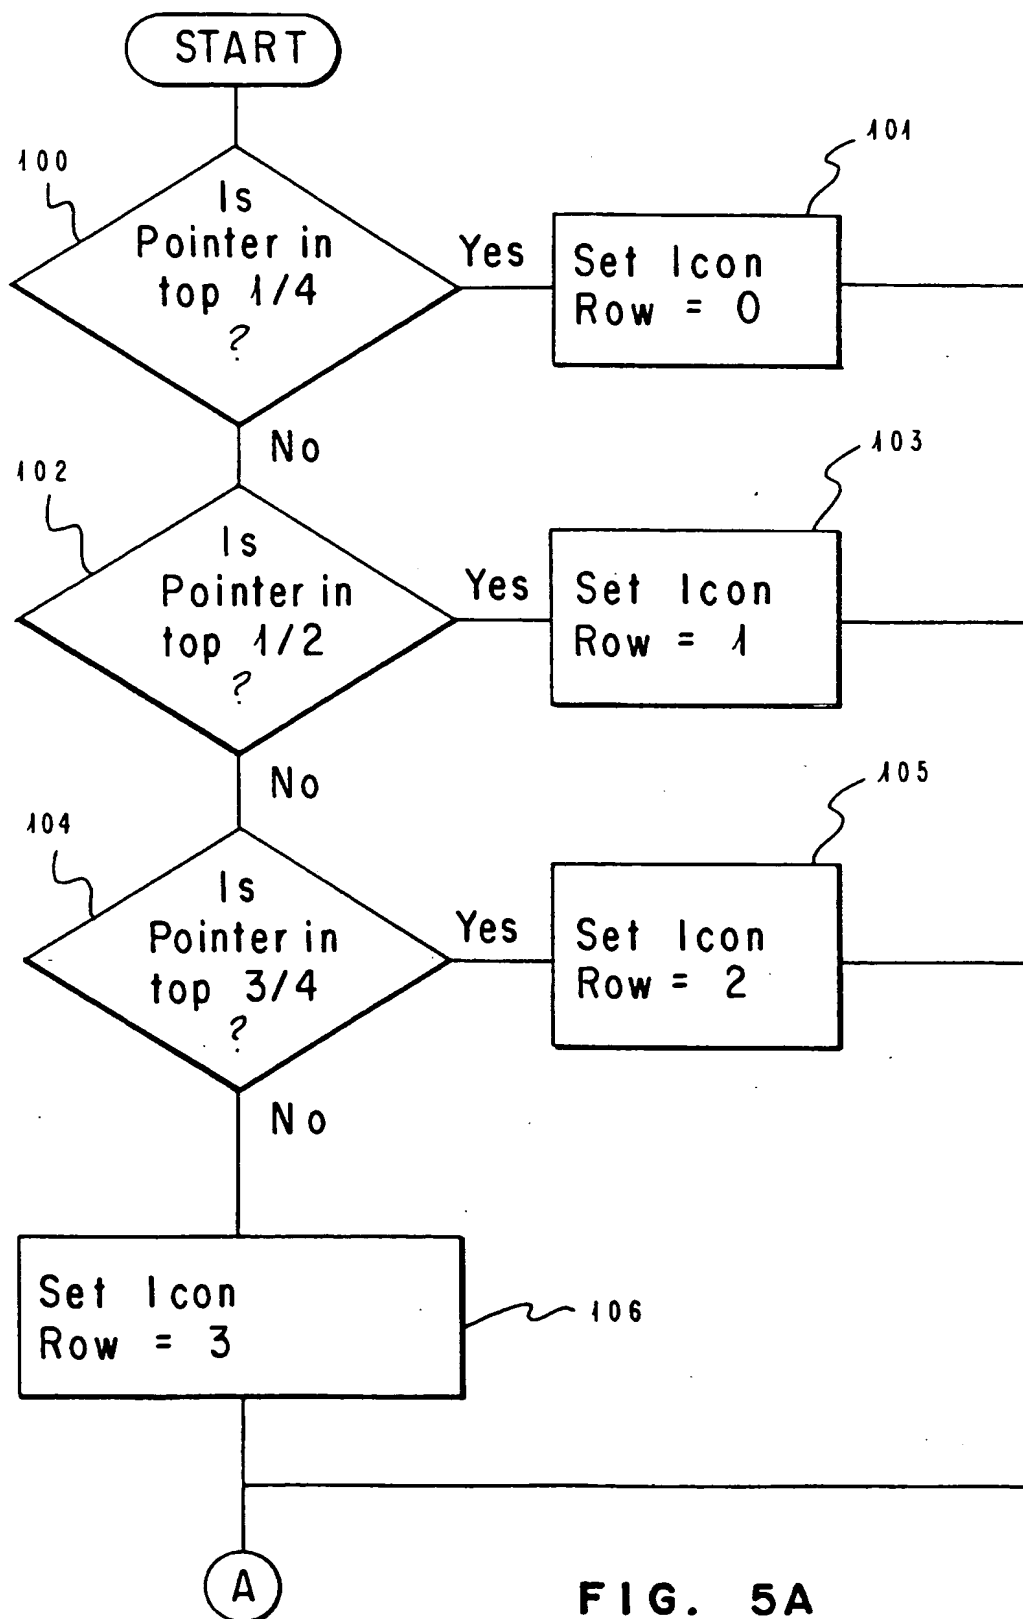 START
100
Is
Pointer in
top 1/4
?
Yes
101
Set Icon
Row = 0
No
102
Is
Pointer in
top 1/2
?
Yes
103
Set Icon
Row = 1
No
104
Is
Pointer in
top 3/4
?
Yes
105
Set Icon
Row = 2
No
Set Icon
Row = 3
106
A
FIG. 5A